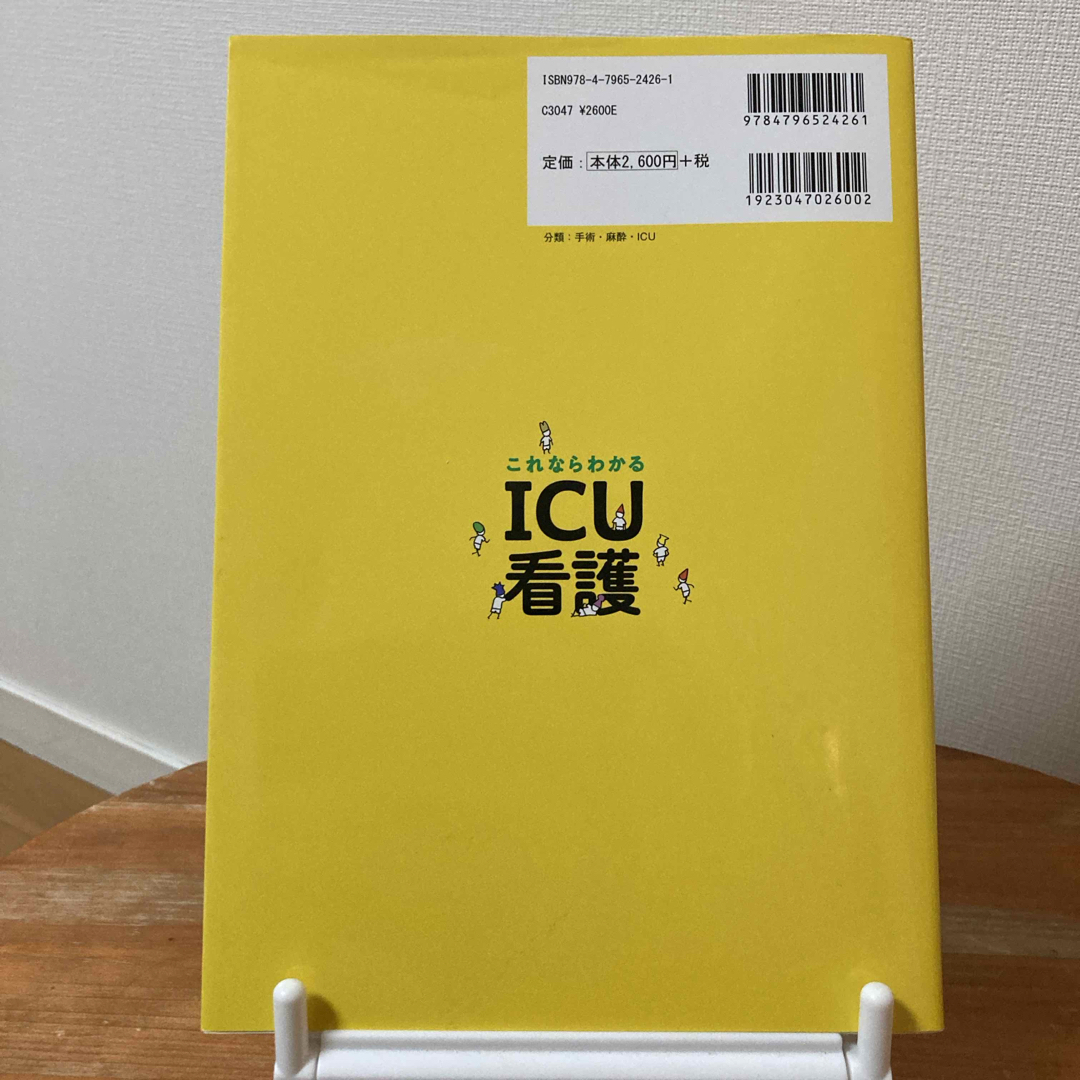 ISBN978-4-7965-2426-1
C3047 ¥2600E
定価：本体2,600円+税
9784796524261
1923047026002
分類：手術・麻酔・ICU
これならわかる
ICU
看護